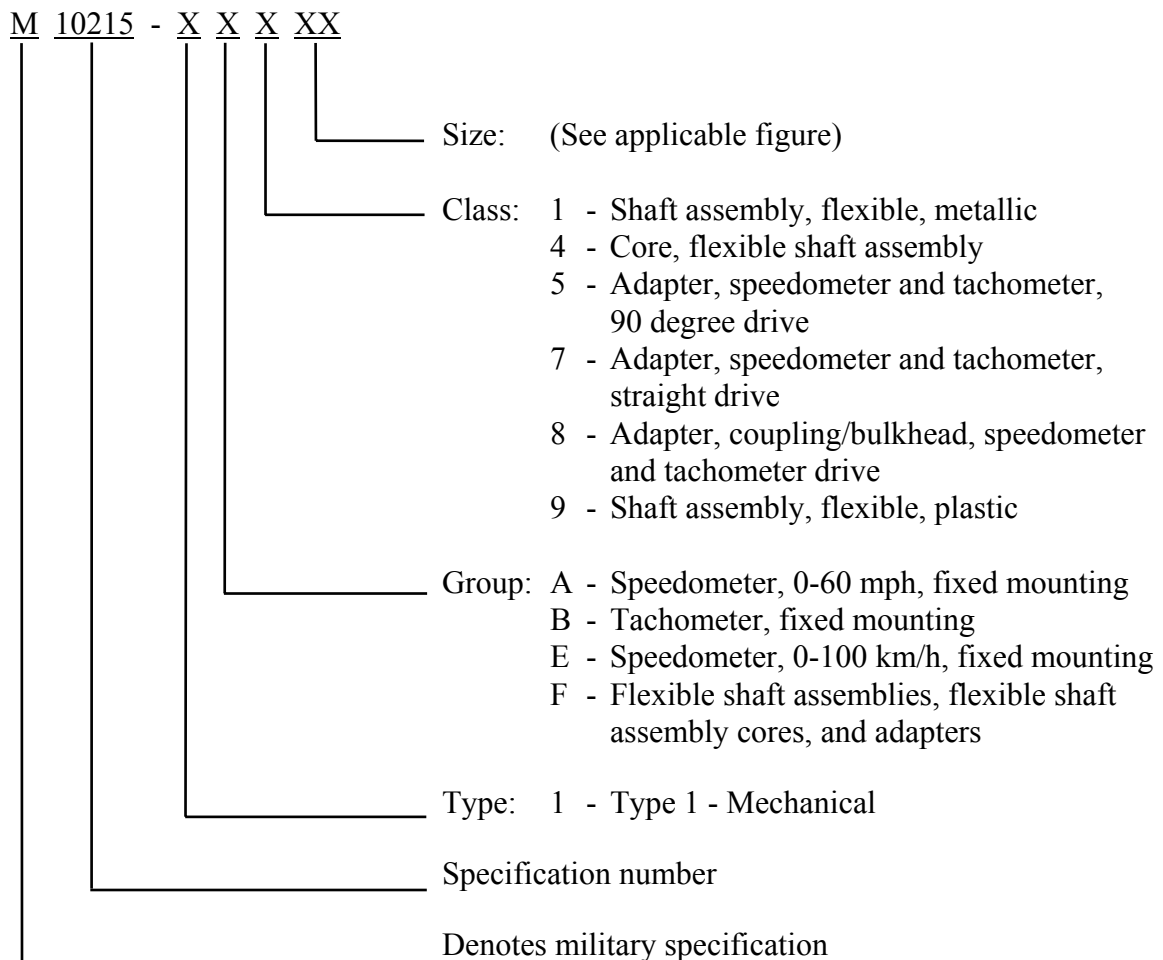 M 10215 - X X X XX
Size: (See applicable figure)
Class: 1 - Shaft assembly, flexible, metallic
4 - Core, flexible shaft assembly
5 - Adapter, speedometer and tachometer,
90 degree drive
7 - Adapter, speedometer and tachometer,
straight drive
8 - Adapter, coupling/bulkhead, speedometer
and tachometer drive
9 - Shaft assembly, flexible, plastic
Group: A - Speedometer, 0-60 mph, fixed mounting
B - Tachometer, fixed mounting
E - Speedometer, 0-100 km/h, fixed mounting
F - Flexible shaft assemblies, flexible shaft
assembly cores, and adapters
Type: 1 - Type 1 - Mechanical
Specification number
Denotes military specification